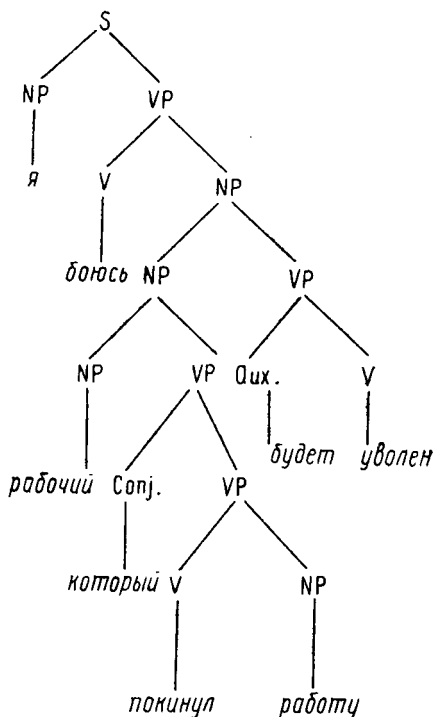 S
NP VP
я V NP
боюсь NP VP
NP VP Aux. V
будет уволен
рабочий Conj. VP
который V NP
покинул работу